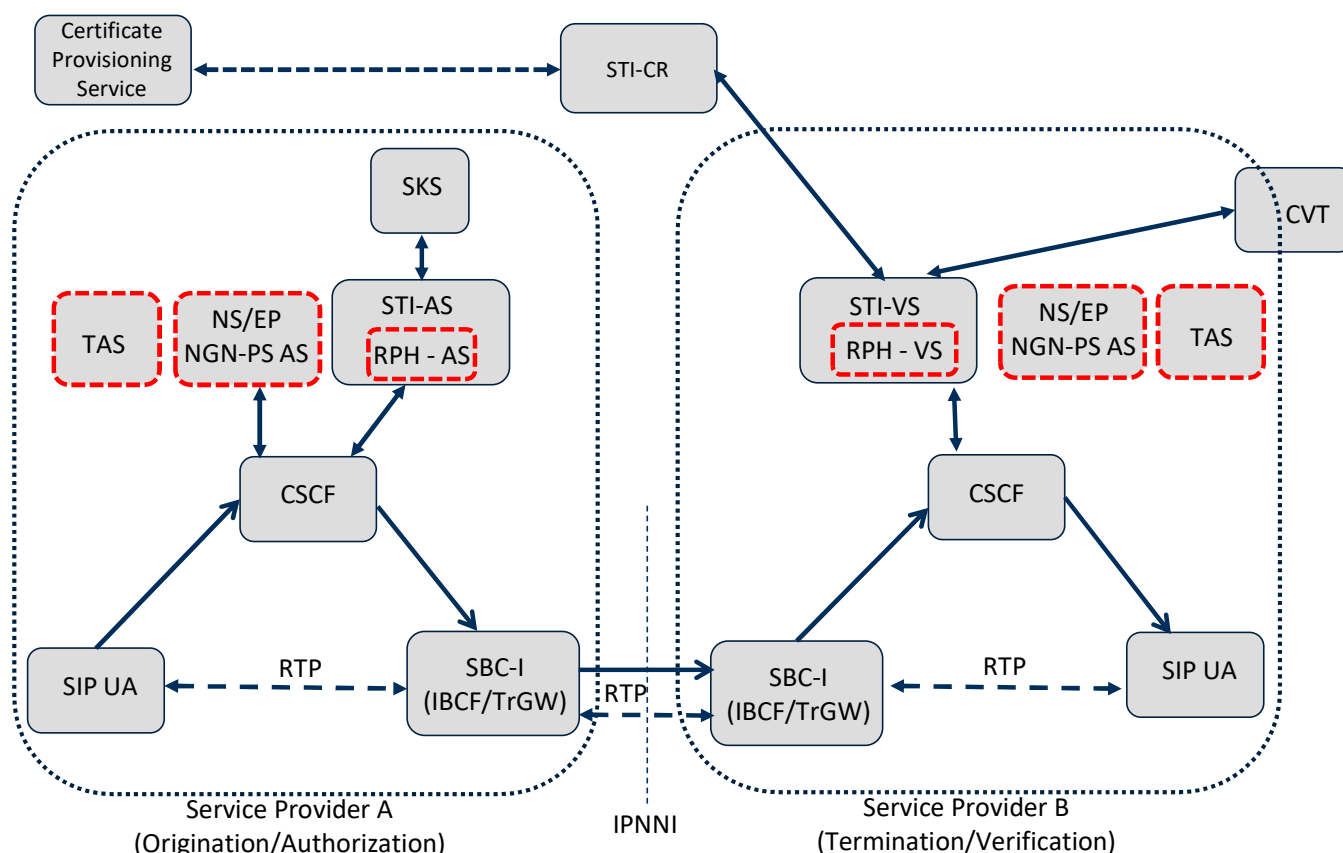 Certificate
Provisioning
Service
STI-CR
SKS
CVT
STI-AS
RPH - AS
TAS
NS/EP
NGN-PS AS
STI-VS
RPH - VS
NS/EP
NGN-PS AS
TAS
CSCF
CSCF
SIP UA
RTP
SBC-I
(IBCF/TrGW)
RTP
SBC-I
(IBCF/TrGW)
RTP
SIP UA
Service Provider A
(Origination/Authorization)
IPNNI
Service Provider B
(Termination/Verification)